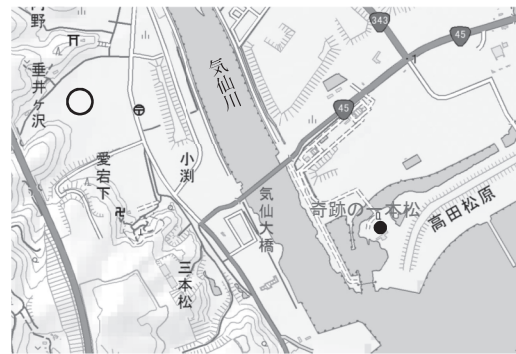 内野
垂井ヶ沢
愛宕下
小渕
三本松
気仙川
気仙大橋
奇跡の一本松
高田松原
343
45
45